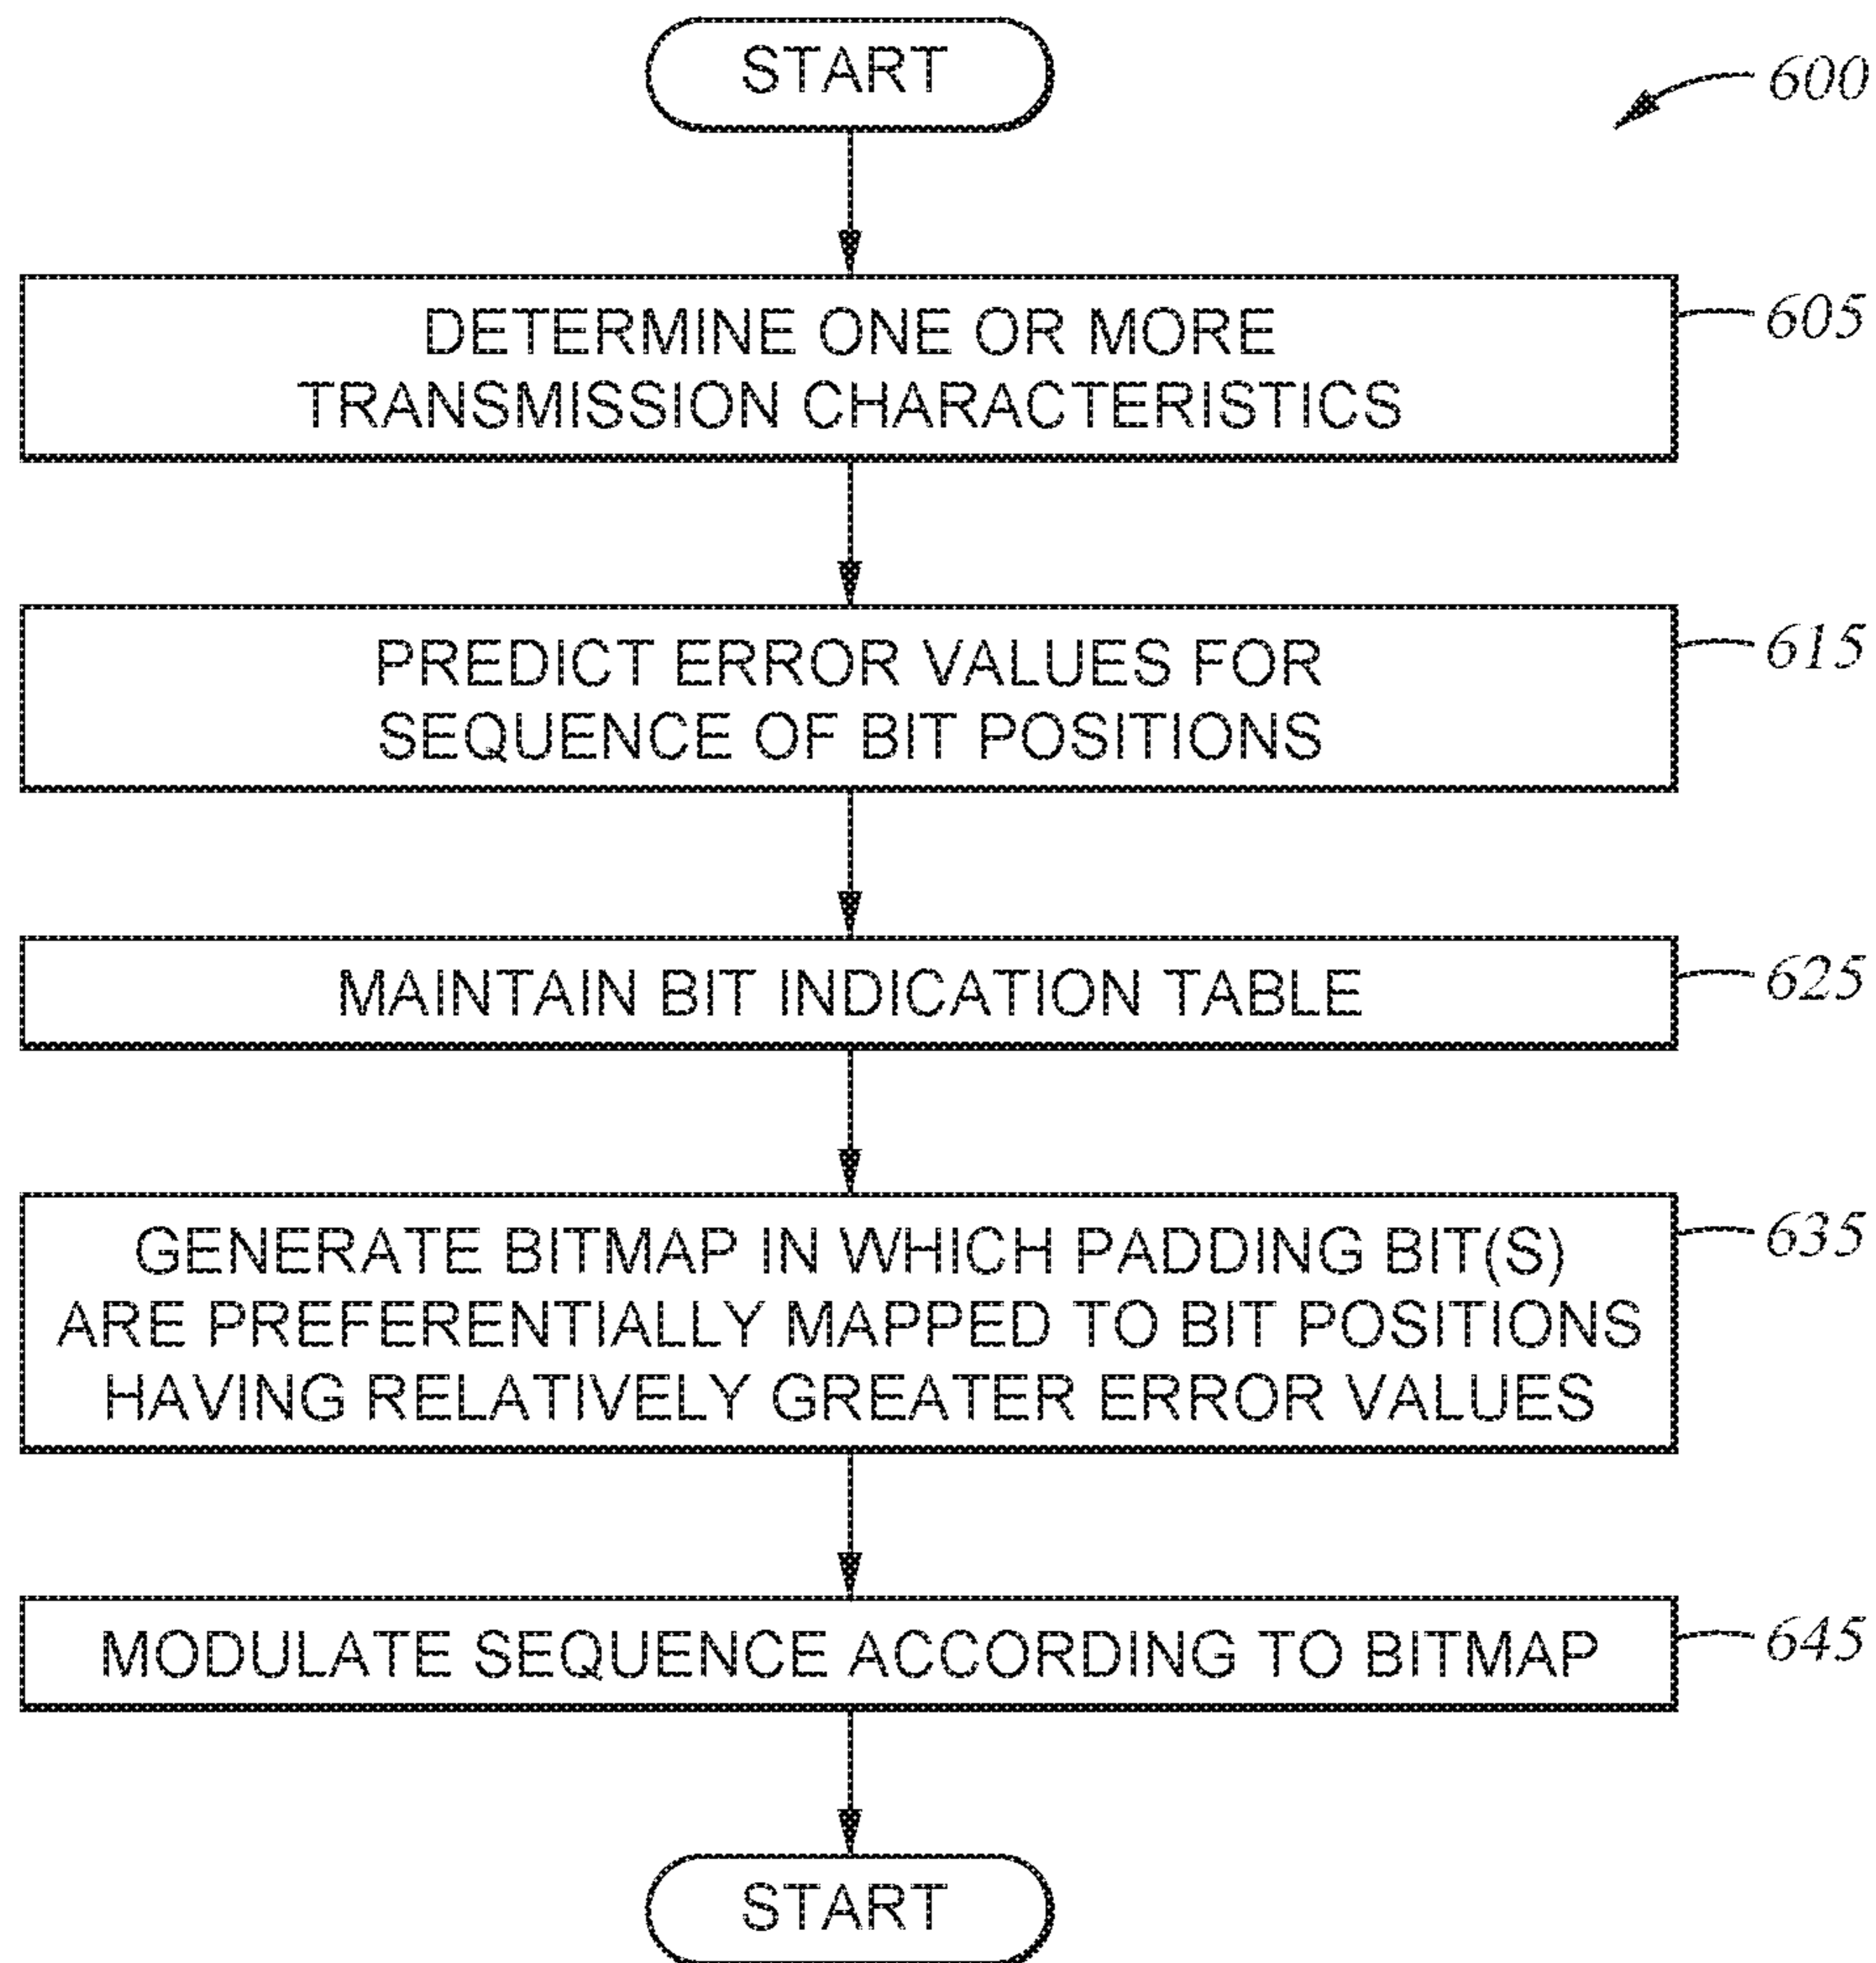 START
600
DETERMINE ONE OR MORE
TRANSMISSION CHARACTERISTICS
605
PREDICT ERROR VALUES FOR
SEQUENCE OF BIT POSITIONS
615
MAINTAIN BIT INDICATION TABLE
625
GENERATE BITMAP IN WHICH PADDING BIT(S)
ARE PREFERENTIALLY MAPPED TO BIT POSITIONS
HAVING RELATIVELY GREATER ERROR VALUES
635
MODULATE SEQUENCE ACCORDING TO BITMAP
645
START